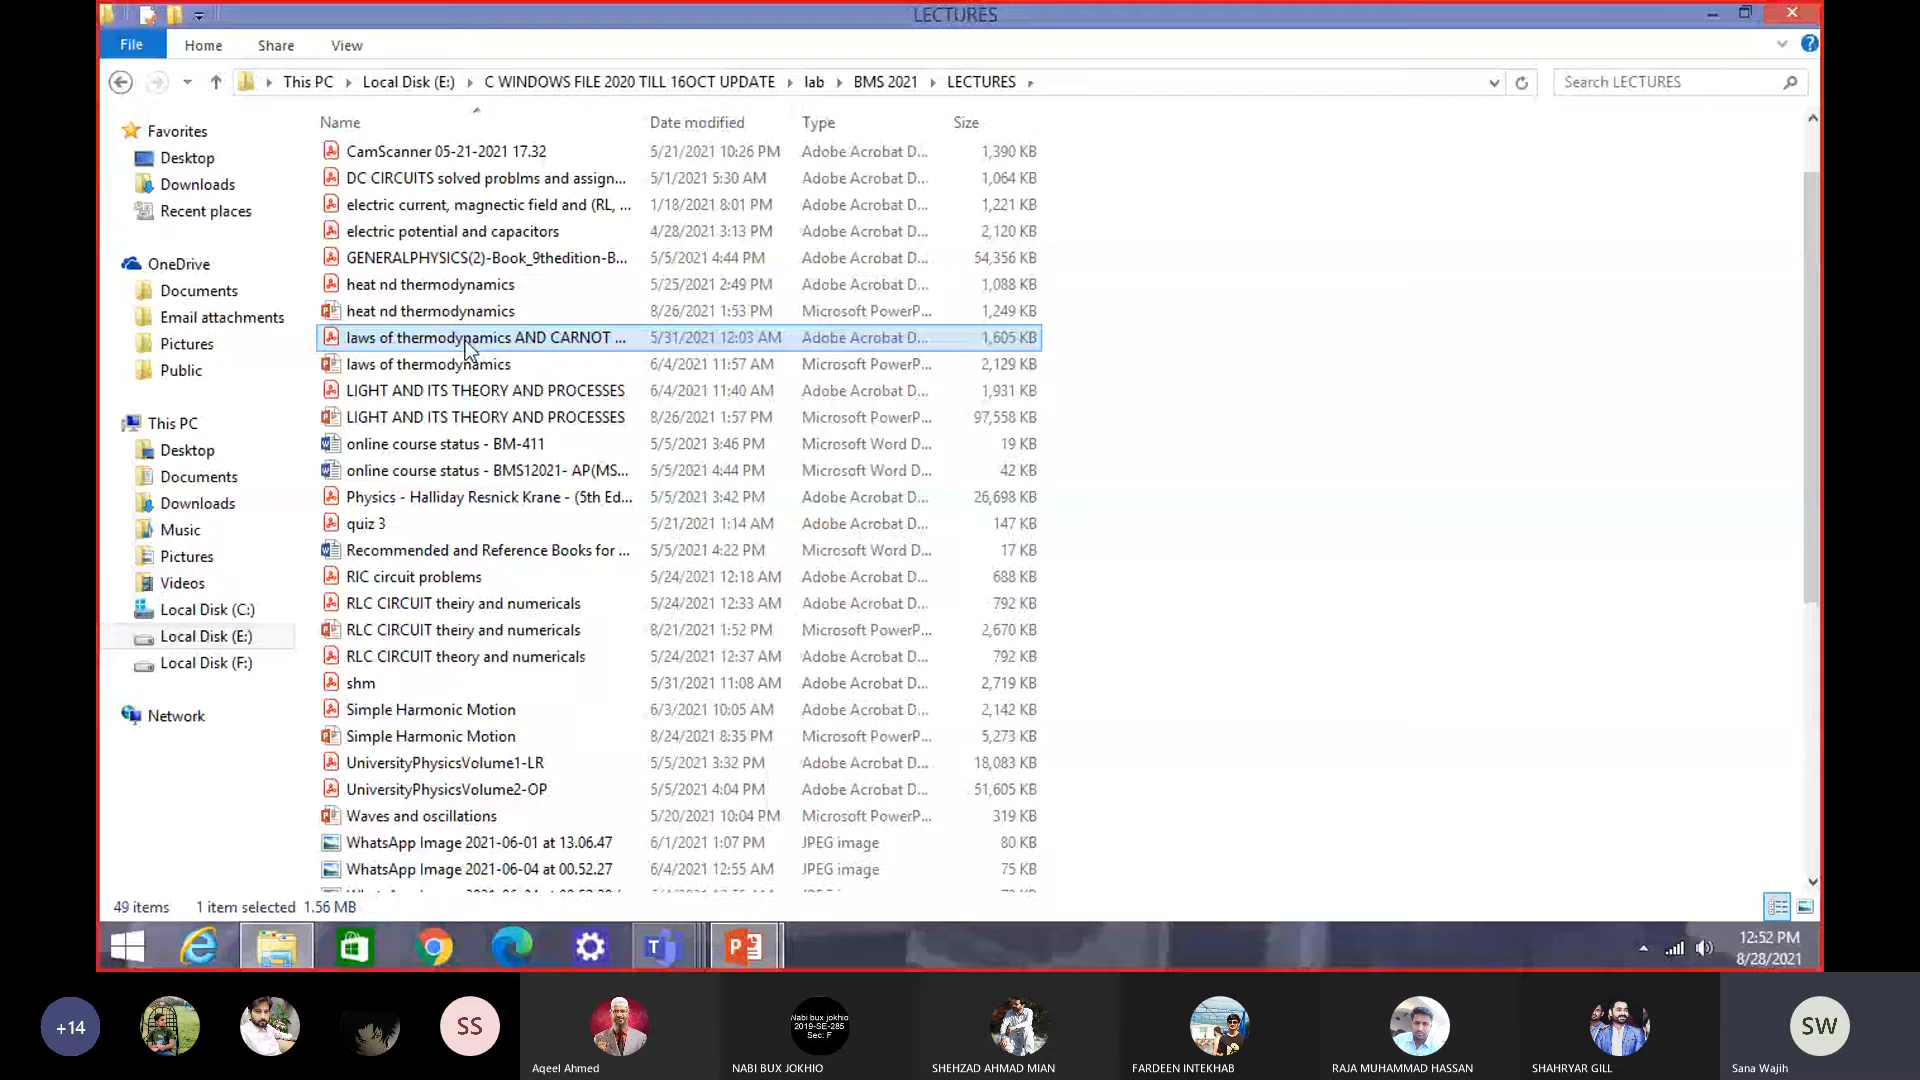 LECTURES
File Home Share View
This PC Local Disk (E:) C WINDOWS FILE 2020 TILL 16OCT UPDATE lab BMS 2021 LECTURES
Search LECTURES
Name Date modified Type Size
CamScanner 05-21-2021 17.32 5/21/2021 10:26 PM Adobe Acrobat D... 1,390 KB
DC CIRCUITS solved problms and assign... 5/1/2021 5:30 AM Adobe Acrobat D... 1,064 KB
electric current, magnectic field and (RL, ... 1/18/2021 8:01 PM Adobe Acrobat D... 1,221 KB
electric potential and capacitors 4/28/2021 3:13 PM Adobe Acrobat D... 2,120 KB
GENERALPHYSICS(2)-Book_9thedition-B... 5/5/2021 4:44 PM Adobe Acrobat D... 54,356 KB
heat nd thermodynamics 5/25/2021 2:49 PM Adobe Acrobat D... 1,088 KB
heat nd thermodynamics 8/26/2021 1:53 PM Microsoft PowerP... 1,249 KB
laws of thermodynamics AND CARNOT ... 5/31/2021 12:03 AM Adobe Acrobat D... 1,605 KB
laws of thermodynamics 6/4/2021 11:57 AM Microsoft PowerP... 2,129 KB
LIGHT AND ITS THEORY AND PROCESSES 6/4/2021 11:40 AM Adobe Acrobat D... 1,931 KB
LIGHT AND ITS THEORY AND PROCESSES 8/26/2021 1:57 PM Microsoft PowerP... 97,558 KB
online course status - BM-411 5/5/2021 3:46 PM Microsoft Word D... 19 KB
online course status - BMS12021- AP(MS... 5/5/2021 4:44 PM Microsoft Word D... 42 KB
Physics - Halliday Resnick Krane - (5th Ed... 5/5/2021 3:42 PM Adobe Acrobat D... 26,698 KB
quiz 3 5/21/2021 1:14 AM Adobe Acrobat D... 147 KB
Recommended and Reference Books for ... 5/5/2021 4:22 PM Microsoft Word D... 17 KB
RlC circuit problems 5/24/2021 12:18 AM Adobe Acrobat D... 688 KB
RLC CIRCUIT theiry and numericals 5/24/2021 12:33 AM Adobe Acrobat D... 792 KB
RLC CIRCUIT theiry and numericals 8/21/2021 1:52 PM Microsoft PowerP... 2,670 KB
RLC CIRCUIT theory and numericals 5/24/2021 12:37 AM Adobe Acrobat D... 792 KB
shm 5/31/2021 11:08 AM Adobe Acrobat D... 2,719 KB
Simple Harmonic Motion 6/3/2021 10:05 AM Adobe Acrobat D... 2,142 KB
Simple Harmonic Motion 8/24/2021 8:35 PM Microsoft PowerP... 5,273 KB
UniversityPhysicsVolume1-LR 5/5/2021 3:32 PM Adobe Acrobat D... 18,083 KB
UniversityPhysicsVolume2-OP 5/5/2021 4:04 PM Adobe Acrobat D... 51,605 KB
Waves and oscillations 5/20/2021 10:04 PM Microsoft PowerP... 319 KB
WhatsApp Image 2021-06-01 at 13.06.47 6/1/2021 1:07 PM JPEG image 80 KB
WhatsApp Image 2021-06-04 at 00.52.27 6/4/2021 12:55 AM JPEG image 75 KB
Favorites
Desktop
Downloads
Recent places
OneDrive
Documents
Email attachments
Pictures
Public
This PC
Desktop
Documents
Downloads
Music
Pictures
Videos
Local Disk (C:)
Local Disk (E:)
Local Disk (F:)
Network
49 items 1 item selected 1.56 MB
12:52 PM
8/28/2021
+14
SS
Nabi bux jokhio
2019-SE-285
Sec: F
SW
Aqeel Ahmed
NABI BUX JOKHIO
SHEHZAD AHMAD MIAN
FARDEEN INTEKHAB
RAJA MUHAMMAD HASSAN
SHAHRYAR GILL
Sana Wajih